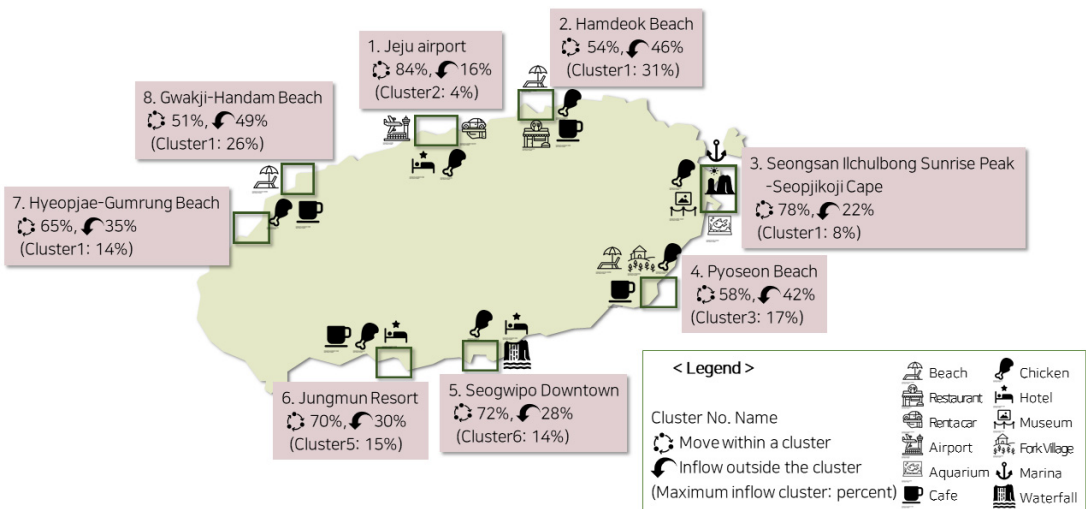 1. Jeju airport
84%, 16%
(Cluster2: 4%)
2. Hamdeok Beach
54%, 46%
(Cluster1: 31%)
8. Gwakji-Handam Beach
51%, 49%
(Cluster1: 26%)
3. Seongsan Ilchulbong Sunrise Peak
-Seopjikoji Cape
78%, 22%
(Cluster1: 8%)
7. Hyeopjae-Gumrung Beach
65%, 35%
(Cluster1: 14%)
4. Pyoseon Beach
58%, 42%
(Cluster3: 17%)
6. Jungmun Resort
70%, 30%
(Cluster5: 15%)
5. Seogwipo Downtown
72%, 28%
(Cluster6: 14%)
< Legend >
Cluster No. Name
Move within a cluster
Inflow outside the cluster
(Maximum inflow cluster: percent)
Beach
Restaurant
Rentacar
Airport
Aquarium
Cafe
Chicken
Hotel
Museum
Fork Village
Marina
Waterfall